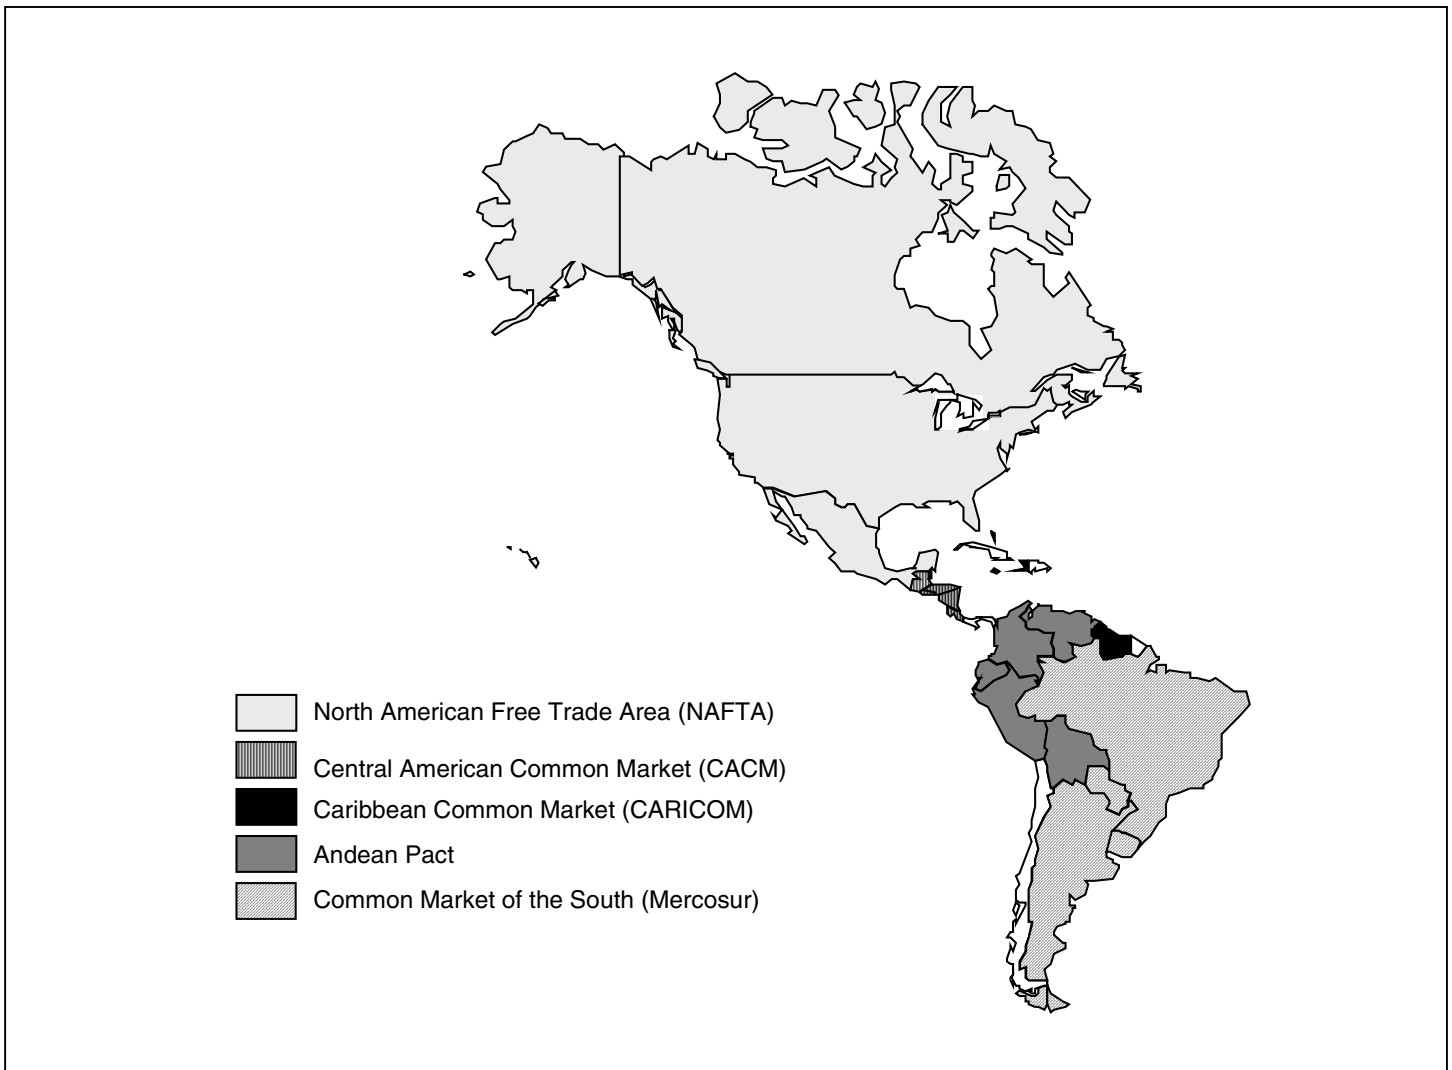 North American Free Trade Area (NAFTA)
Central American Common Market (CACM)
Caribbean Common Market (CARICOM)
Andean Pact
Common Market of the South (Mercosur)